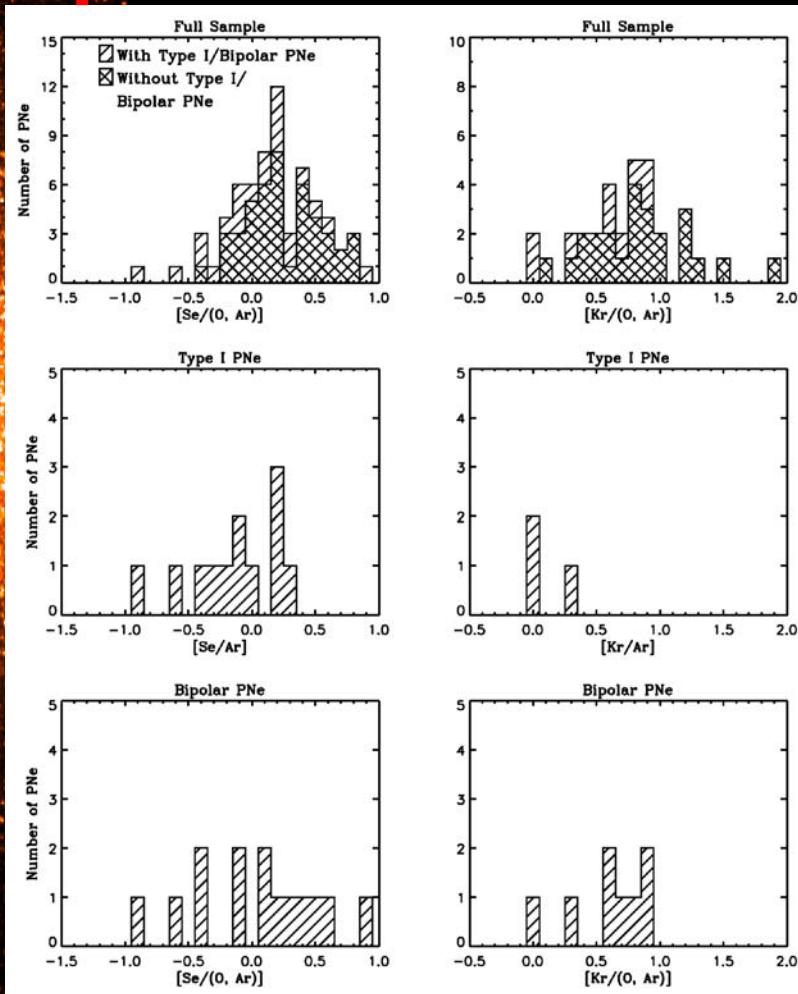 Full Sample
Full Sample
With Type I/Bipolar PNe
Without Type I/
Bipolar PNe
Number of PNe
15
12
9
6
3
0
-1.5 -1.0 -0.5 0.0 0.5 1.0
[Se/(O, Ar)]
10
8
6
4
2
0
-0.5 0.0 0.5 1.0 1.5 2.0
[Kr/(O, Ar)]
Type I PNe
Type I PNe
Number of PNe
5
4
3
2
1
0
-1.5 -1.0 -0.5 0.0 0.5 1.0
[Se/Ar]
5
4
3
2
1
0
-0.5 0.0 0.5 1.0 1.5 2.0
[Kr/Ar]
Bipolar PNe
Bipolar PNe
Number of PNe
5
4
3
2
1
0
-1.5 -1.0 -0.5 0.0 0.5 1.0
[Se/(O, Ar)]
5
4
3
2
1
0
-0.5 0.0 0.5 1.0 1.5 2.0
[Kr/(O, Ar)]